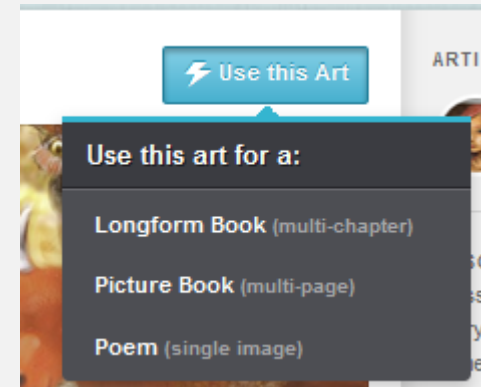 Use this Art
ARTI
Use this art for a:
Longform Book (multi-chapter)
Picture Book (multi-page)
Poem (single image)